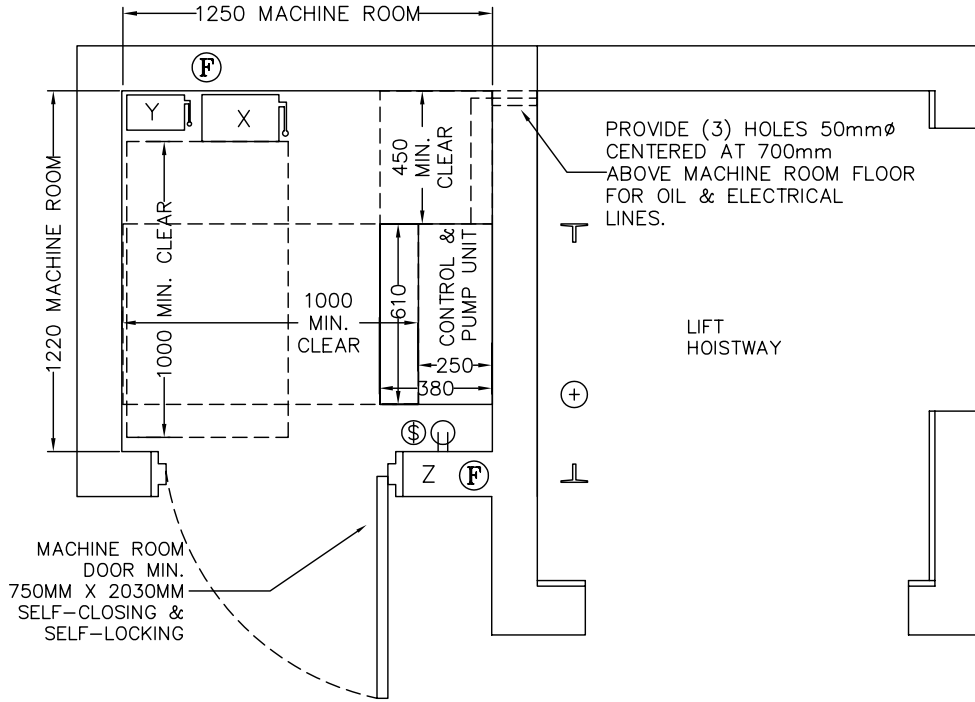 1250 MACHINE ROOM
F
Y
X
450
MIN.
CLEAR
PROVIDE (3) HOLES 50mmø
CENTERED AT 700mm
ABOVE MACHINE ROOM FLOOR
FOR OIL & ELECTRICAL
LINES.
1220 MACHINE ROOM
1000 MIN. CLEAR
1000
MIN.
CLEAR
610
CONTROL &
PUMP UNIT
250
380
LIFT
HOISTWAY
$
Z
F
MACHINE ROOM
DOOR MIN.
750MM X 2030MM
SELF-CLOSING &
SELF-LOCKING